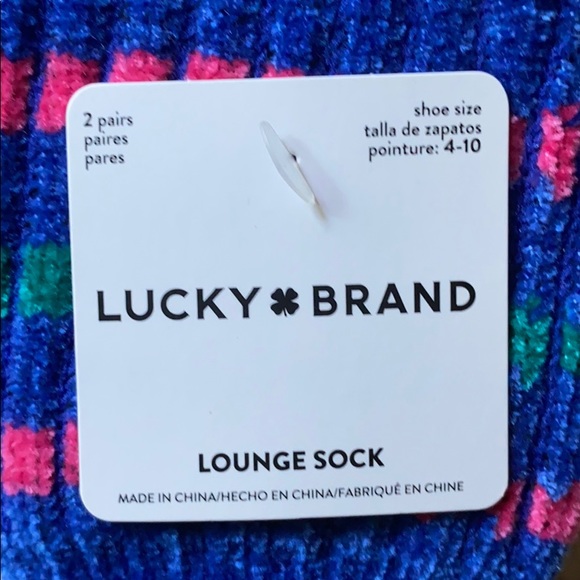 2 pairs
paires
pares
shoe size
talla de zapatos
pointure: 4-10
LUCKY BRAND
LOUNGE SOCK
MADE IN CHINA/HECHO EN CHINA/FABRIQUÉ EN CHINE